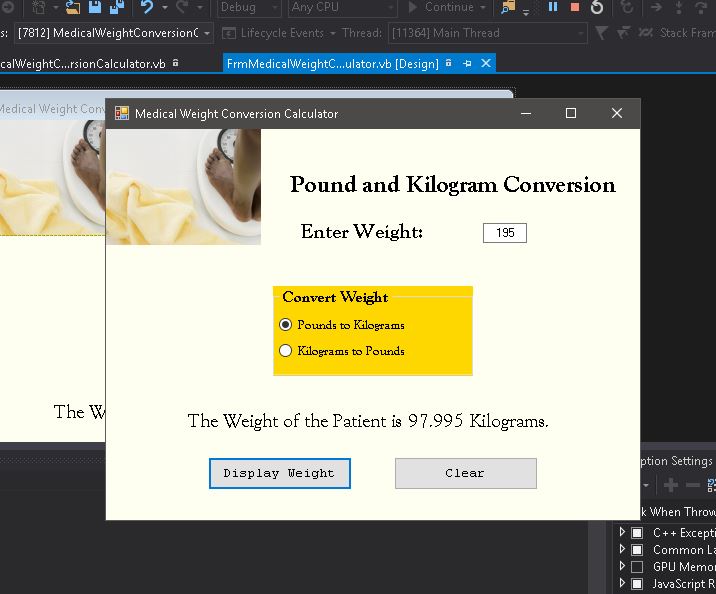 Debug Any CPU Continue
s: [7812] MedicalWeightConversionC Lifecycle Events Thread: [11364] Main Thread Stack Fram
calWeightC...rsionCalculator.vb FrmMedicalWeightC...ulator.vb [Design]
Medical Weight Conv
Medical Weight Conversion Calculator
Pound and Kilogram Conversion
Enter Weight: 195
Convert Weight
Pounds to Kilograms
Kilograms to Pounds
The W
The Weight of the Patient is 97.995 Kilograms.
Display Weight Clear
ption Settings
k When Throw
C++ Excepti
Common La
GPU Memor
JavaScript R